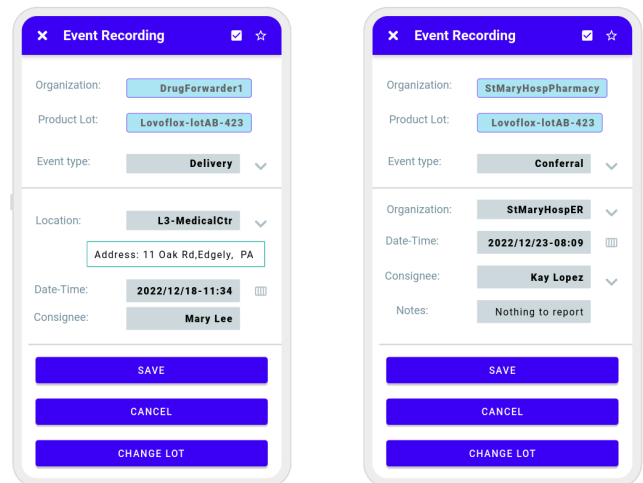 Event Recording
Organization: DrugForwarder1
Product Lot: Lovoflox-lotAB-423
Event type: Delivery
Location: L3-MedicalCtr
Address: 11 Oak Rd,Edgely, PA
Date-Time: 2022/12/18-11:34
Consignee: Mary Lee
SAVE
CANCEL
CHANGE LOT
Event Recording
Organization: StMaryHospPharmacy
Product Lot: Lovoflox-lotAB-423
Event type: Conferral
Organization: StMaryHospER
Date-Time: 2022/12/23-08:09
Consignee: Kay Lopez
Notes: Nothing to report
SAVE
CANCEL
CHANGE LOT